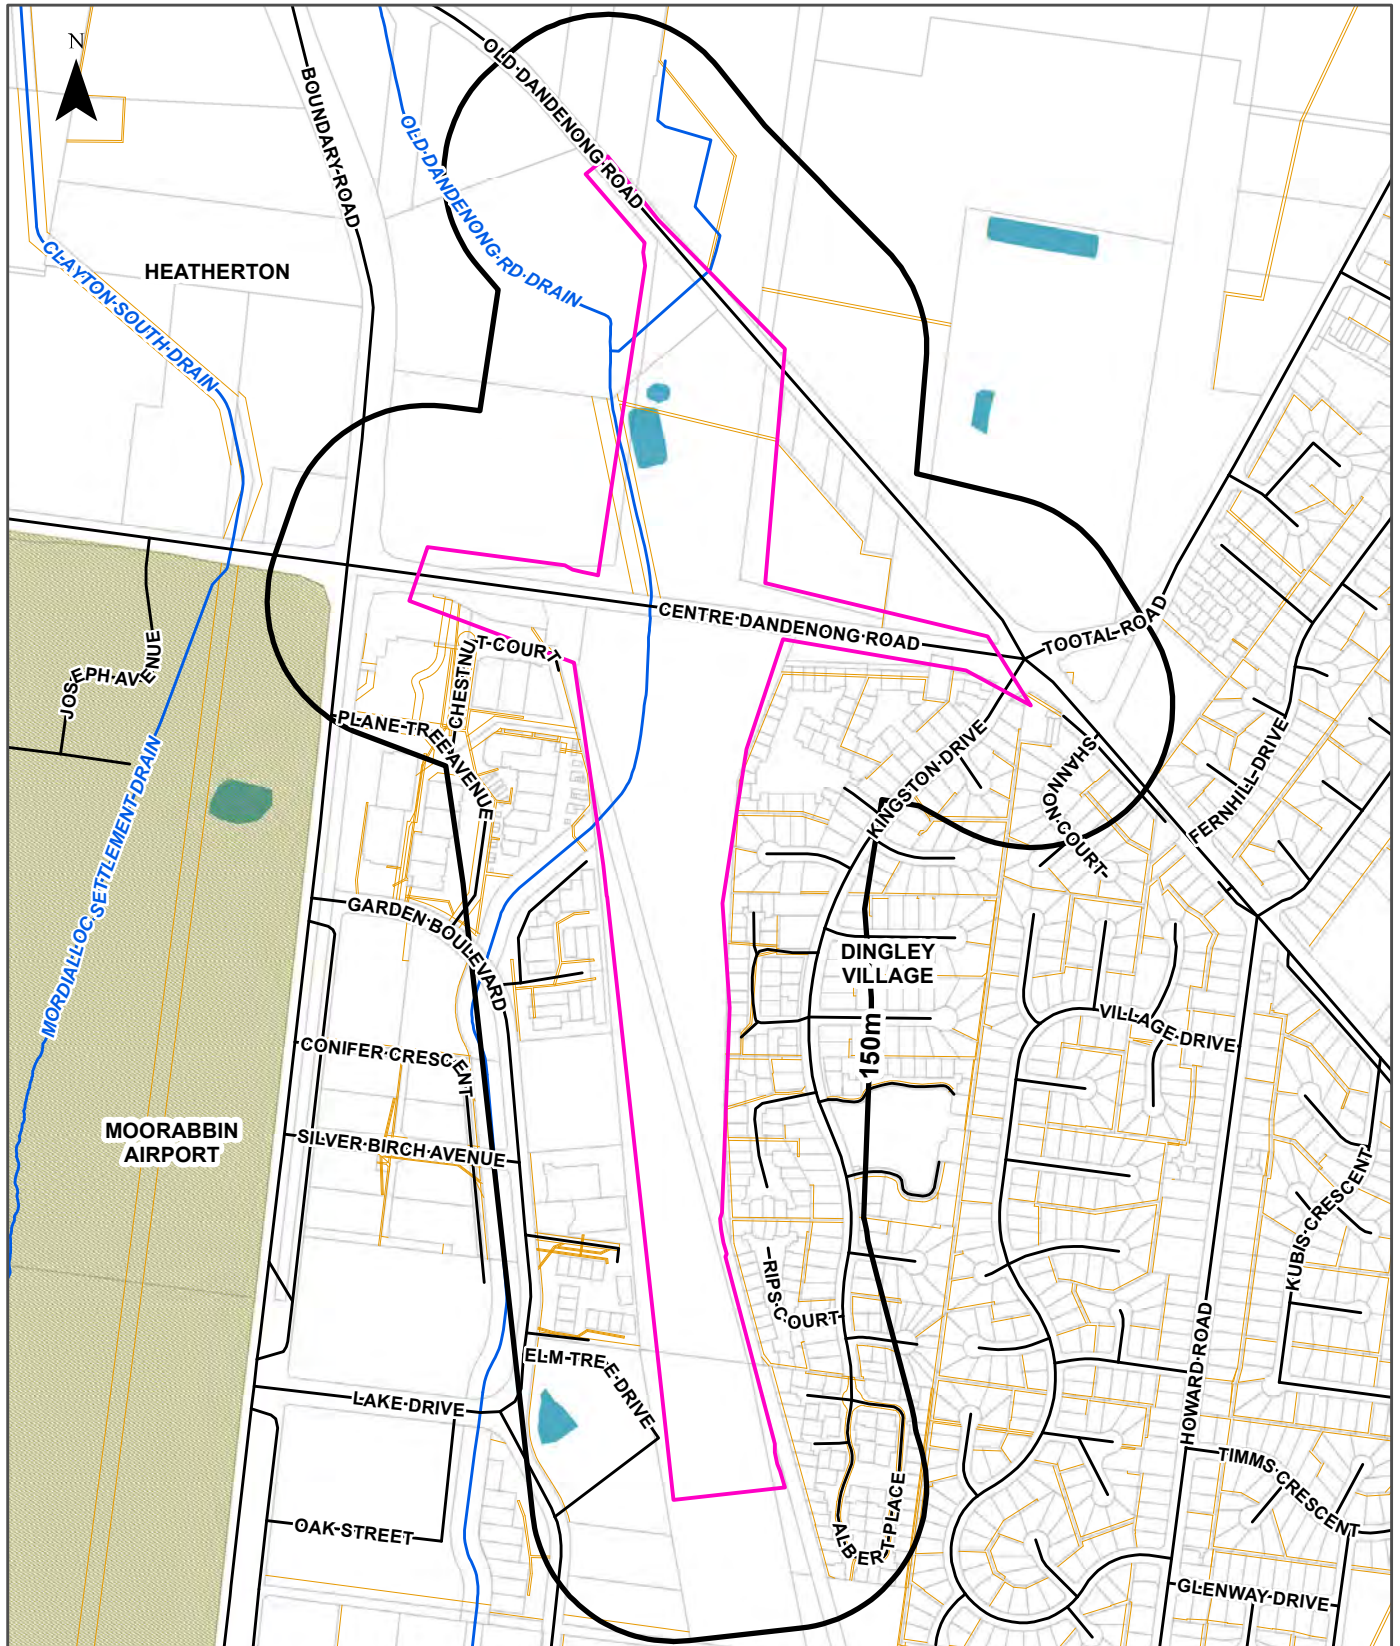 N
OLD DANDENONG ROAD
BOUNDARY ROAD
OLD DANDENONG RD DRAIN
CLAYTON SOUTH DRAIN
HEATHERTON
CENTRE DANDENONG ROAD
TOOTAL ROAD
JOSEPH AVENUE
CHESTNUT COURT
PLANE TREE AVENUE
KINGSTON DRIVE
SHANNON COURT
FERNHILL DRIVE
MORDIALLOC SETTLEMENT DRAIN
GARDEN BOULEVARD
DINGLEY
VILLAGE
150m
VILLAGE DRIVE
CONIFER CRESCENT
MOORABBIN
AIRPORT
SILVER BIRCH AVENUE
KUBIS CRESCENT
RIPS COURT
HOWARD ROAD
ELM TREE DRIVE
LAKE DRIVE
TIMMS CRESCENT
OAK STREET
ALBERT PLACE
GLENWAY DRIVE